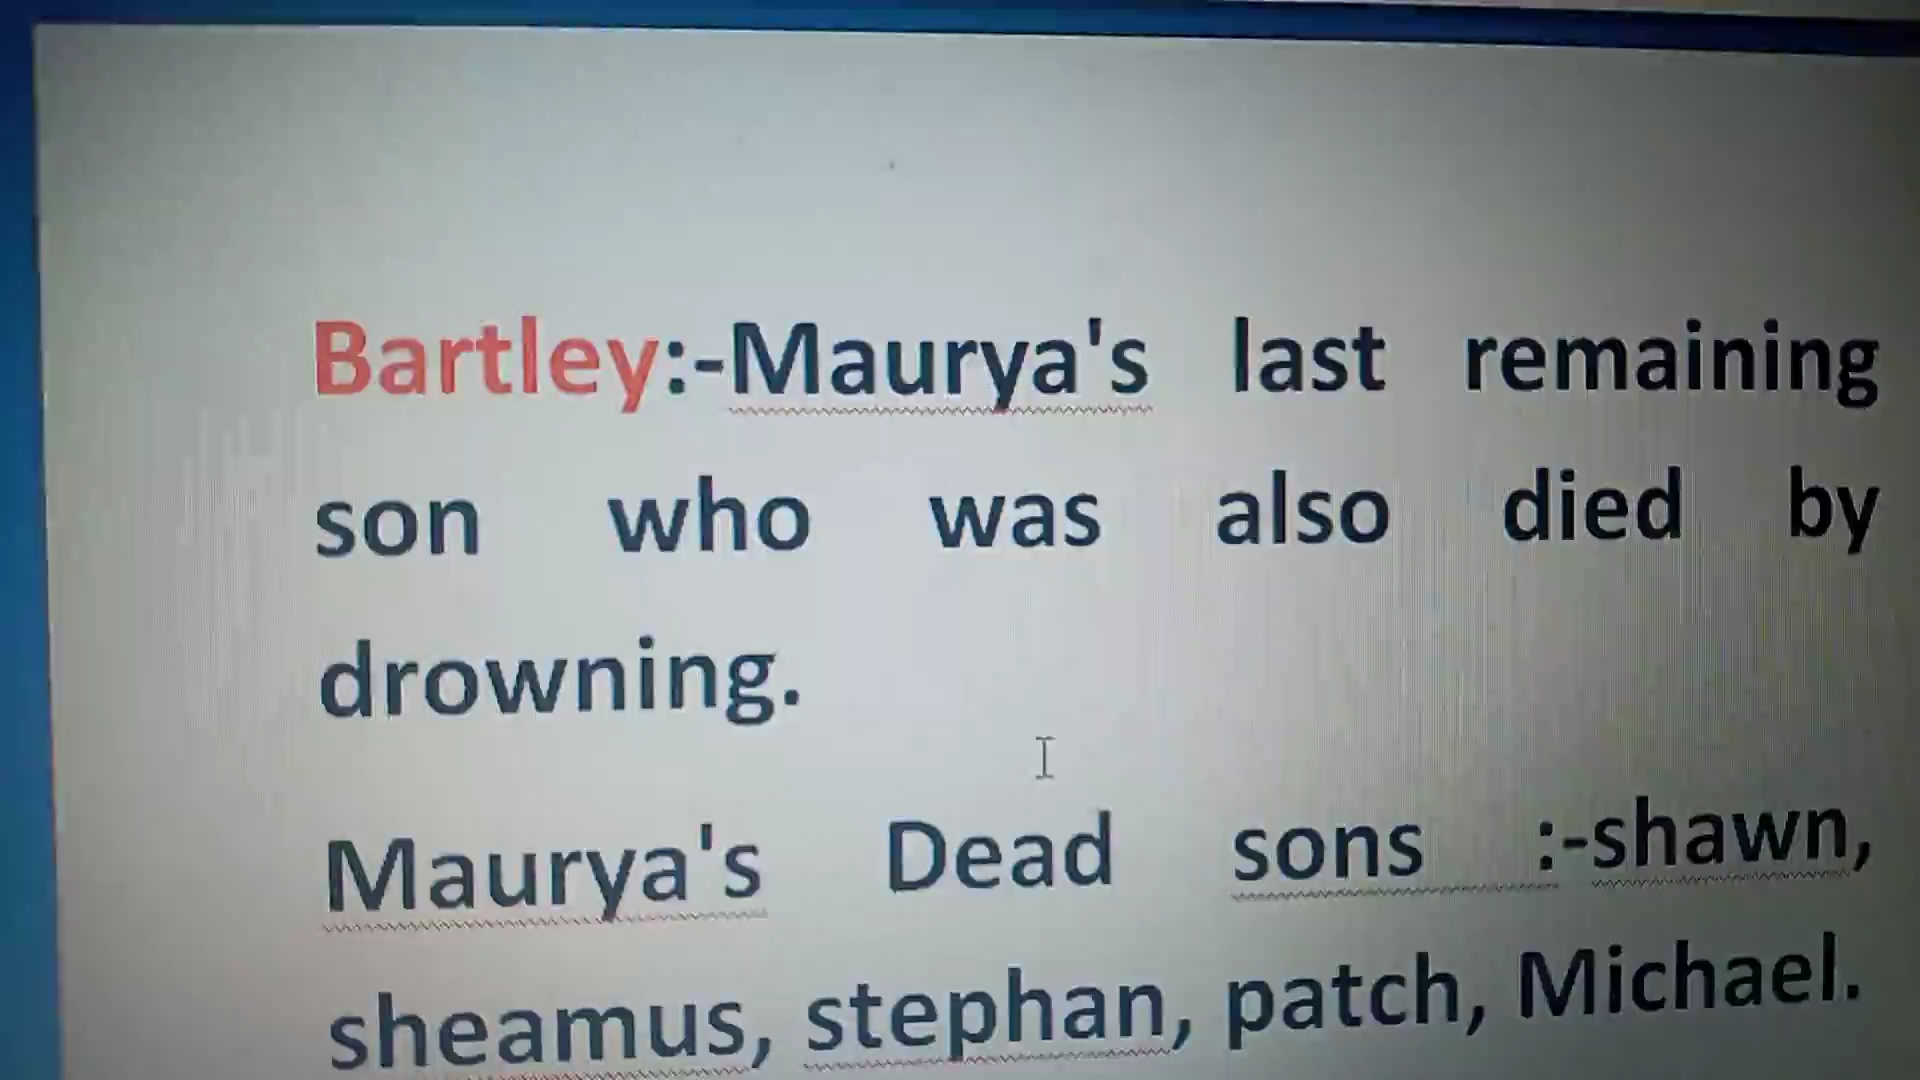 Bartley:-Maurya's last remaining
son who was also died by
drowning.
Maurya's Dead sons :-shawn,
sheamus, stephan, patch, Michael.